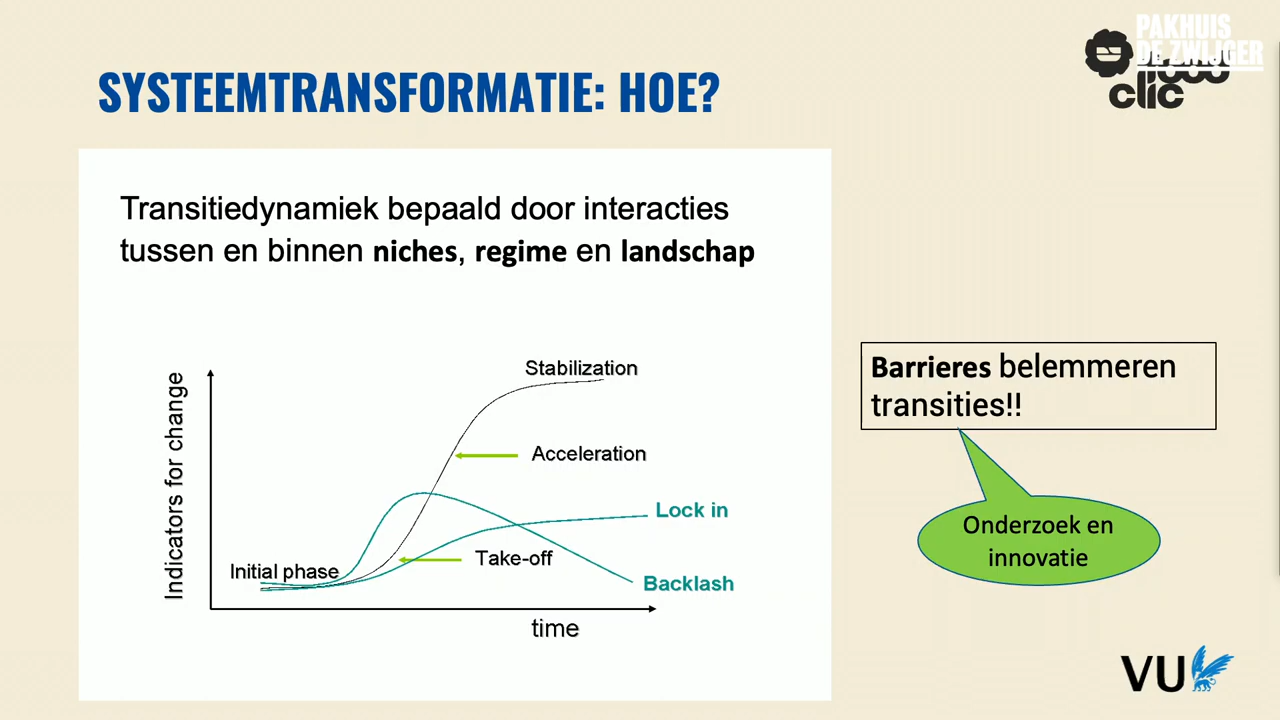 PAKHUIS
DE ZWIJGER
clic
SYSTEEMTRANSFORMATIE: HOE?
Transitiedynamiek bepaald door interacties
tussen en binnen niches, regime en landschap
Stabilization
Indicators for change
Acceleration
Lock in
Initial phase
Take-off
Backlash
time
Barrieres belemmeren
transities!!
Onderzoek en
innovatie
VU